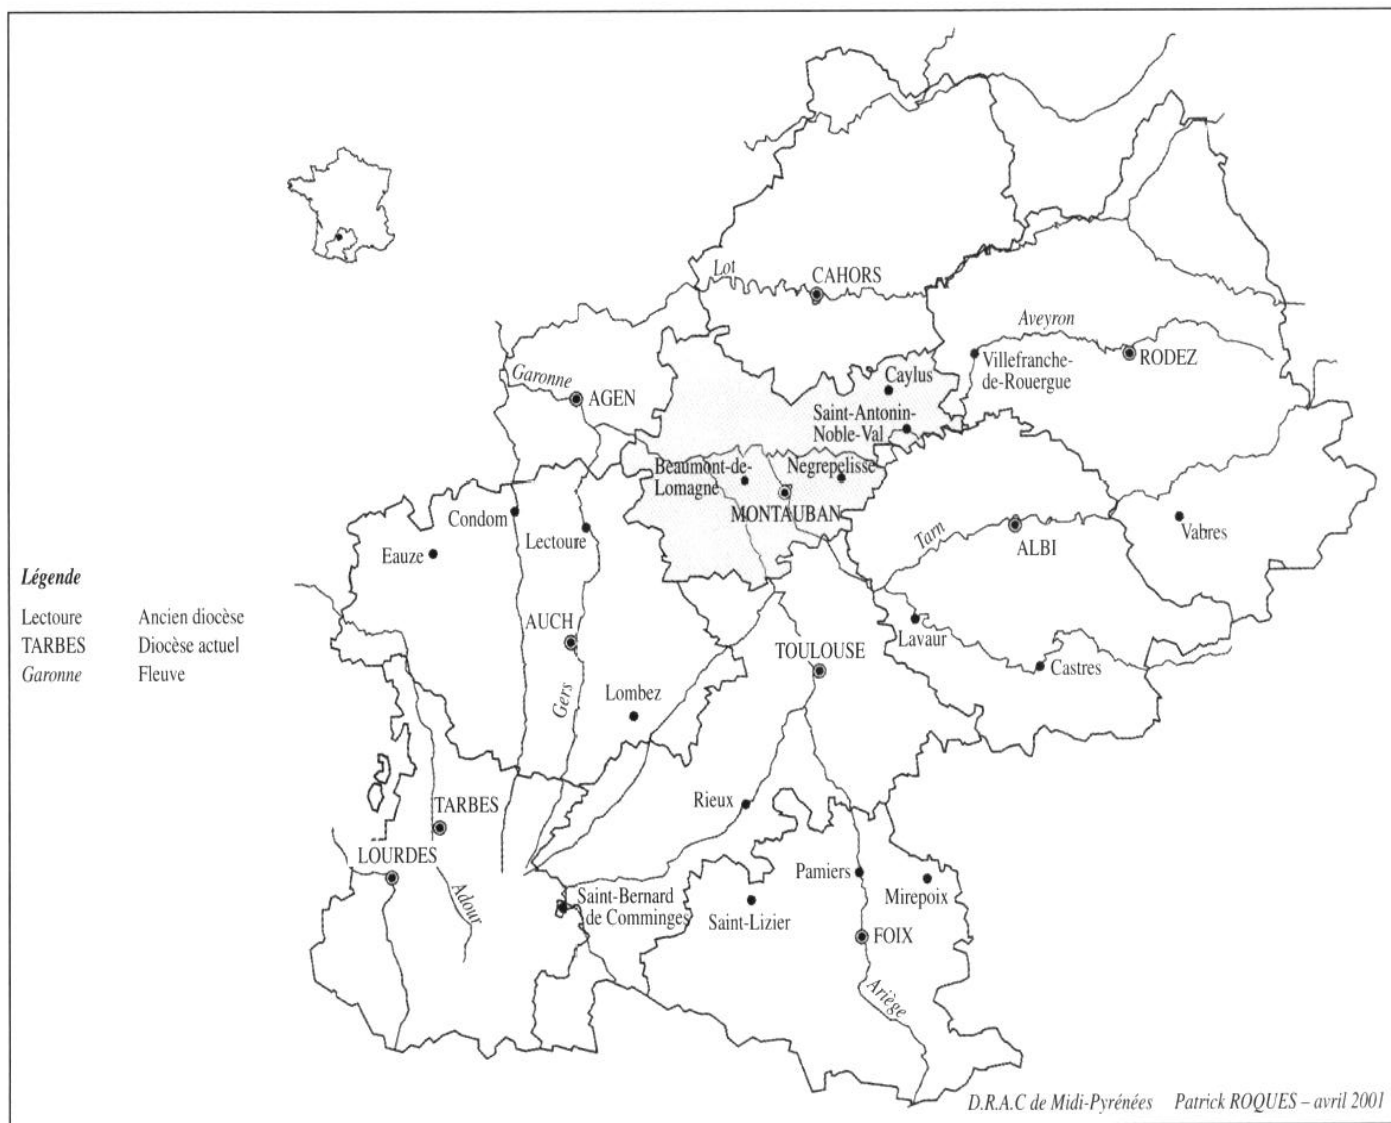 Lot
CAHORS
Aveyron
Villefranche-
de-Rouergue
RODEZ
Garonne
AGEN
Caylus
Saint-Antonin-
Noble-Val
Beaumont-de-
Lomagne
Negrepelisse
MONTAUBAN
Condom
Lectoure
Eauze
Tarn
ALBI
Vabres
Légende
Lectoure Ancien diocèse
TARBES Diocèse actuel
Garonne Fleuve
AUCH
Gers
Lombez
TOULOUSE
Lavaur
Castres
TARBES
LOURDES
Adour
Rieux
Saint-Bernard
de Comminges
Saint-Lizier
Pamiers
Mirepoix
FOIX
Ariège
D.R.A.C de Midi-Pyrénées Patrick ROQUES – avril 2001